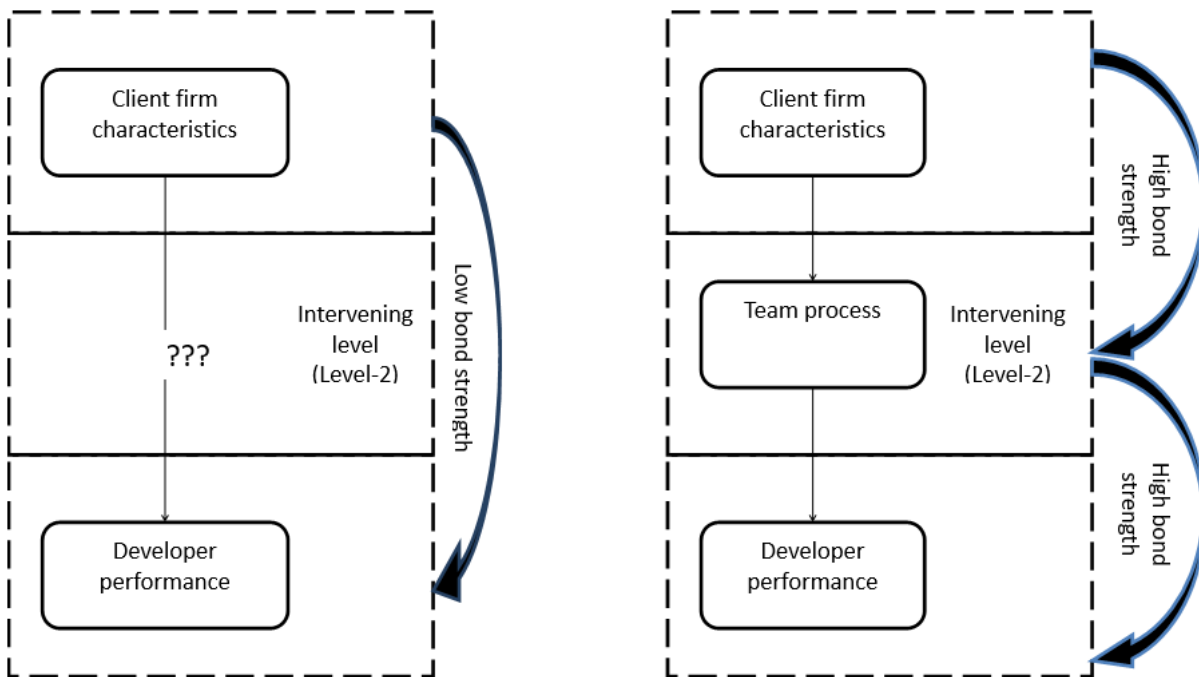 Client firm
characteristics
???
Intervening
level
(Level-2)
Low bond strength
Developer
performance
Client firm
characteristics
High bond
strength
Team process
Intervening
level
(Level-2)
High bond
strength
Developer
performance